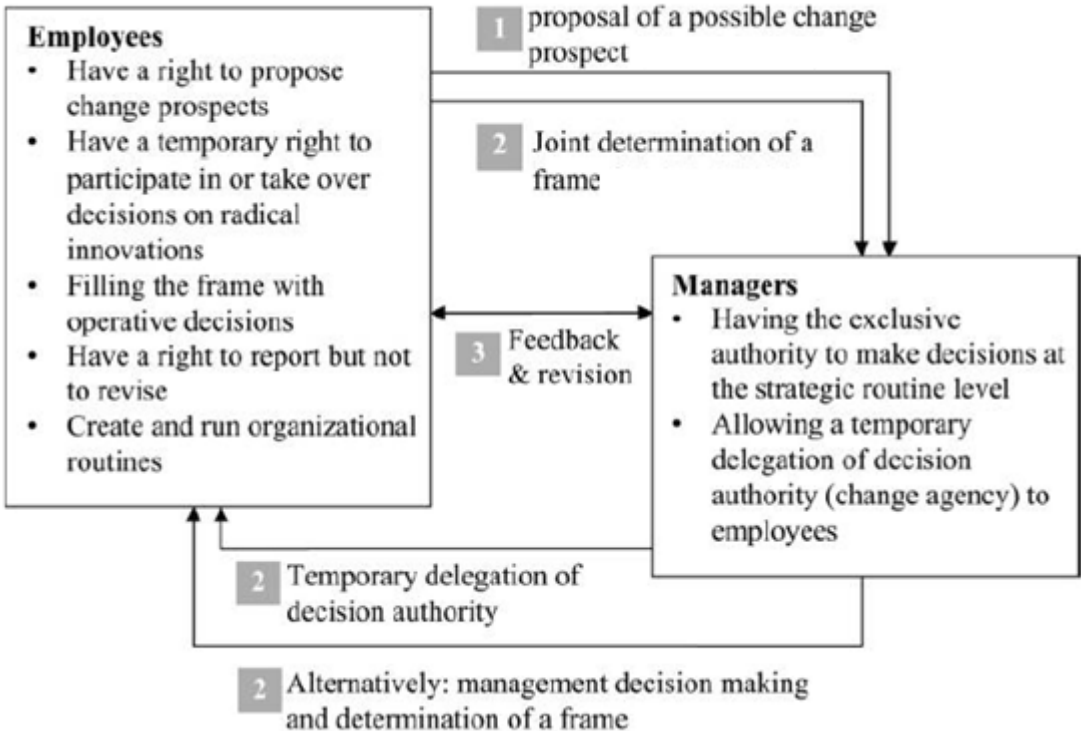 Employees
• Have a right to propose
change prospects
• Have a temporary right to
participate in or take over
decisions on radical
innovations
• Filling the frame with
operative decisions
• Have a right to report but not
to revise
• Create and run organizational
routines
1 proposal of a possible change
prospect
2 Joint determination of a
frame
3 Feedback
& revision
Managers
• Having the exclusive
authority to make decisions at
the strategic routine level
• Allowing a temporary
delegation of decision
authority (change agency) to
employees
2 Temporary delegation of
decision authority
2 Alternatively: management decision making
and determination of a frame